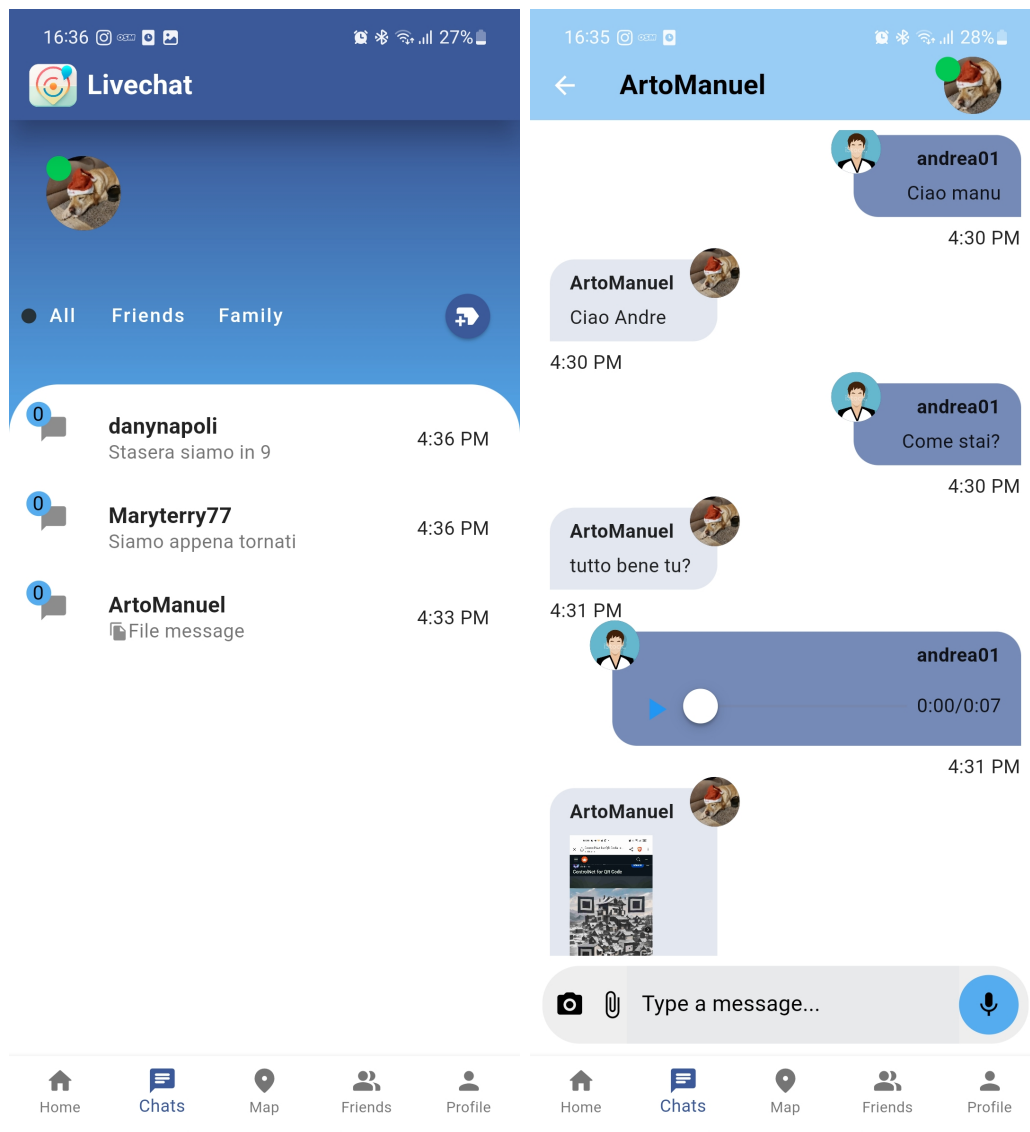 16:36
27%
Livechat
All Friends Family
0
danynapoli
4:36 PM
Stasera siamo in 9
0
Maryterry77
4:36 PM
Siamo appena tornati
0
ArtoManuel
4:33 PM
File message
Home Chats Map Friends Profile
16:35
28%
ArtoManuel
andrea01
Ciao manu
4:30 PM
ArtoManuel
Ciao Andre
4:30 PM
andrea01
Come stai?
4:30 PM
ArtoManuel
tutto bene tu?
4:31 PM
andrea01
0:00/0:07
4:31 PM
ArtoManuel
ControlNet for QR Code
Type a message...
Home Chats Map Friends Profile